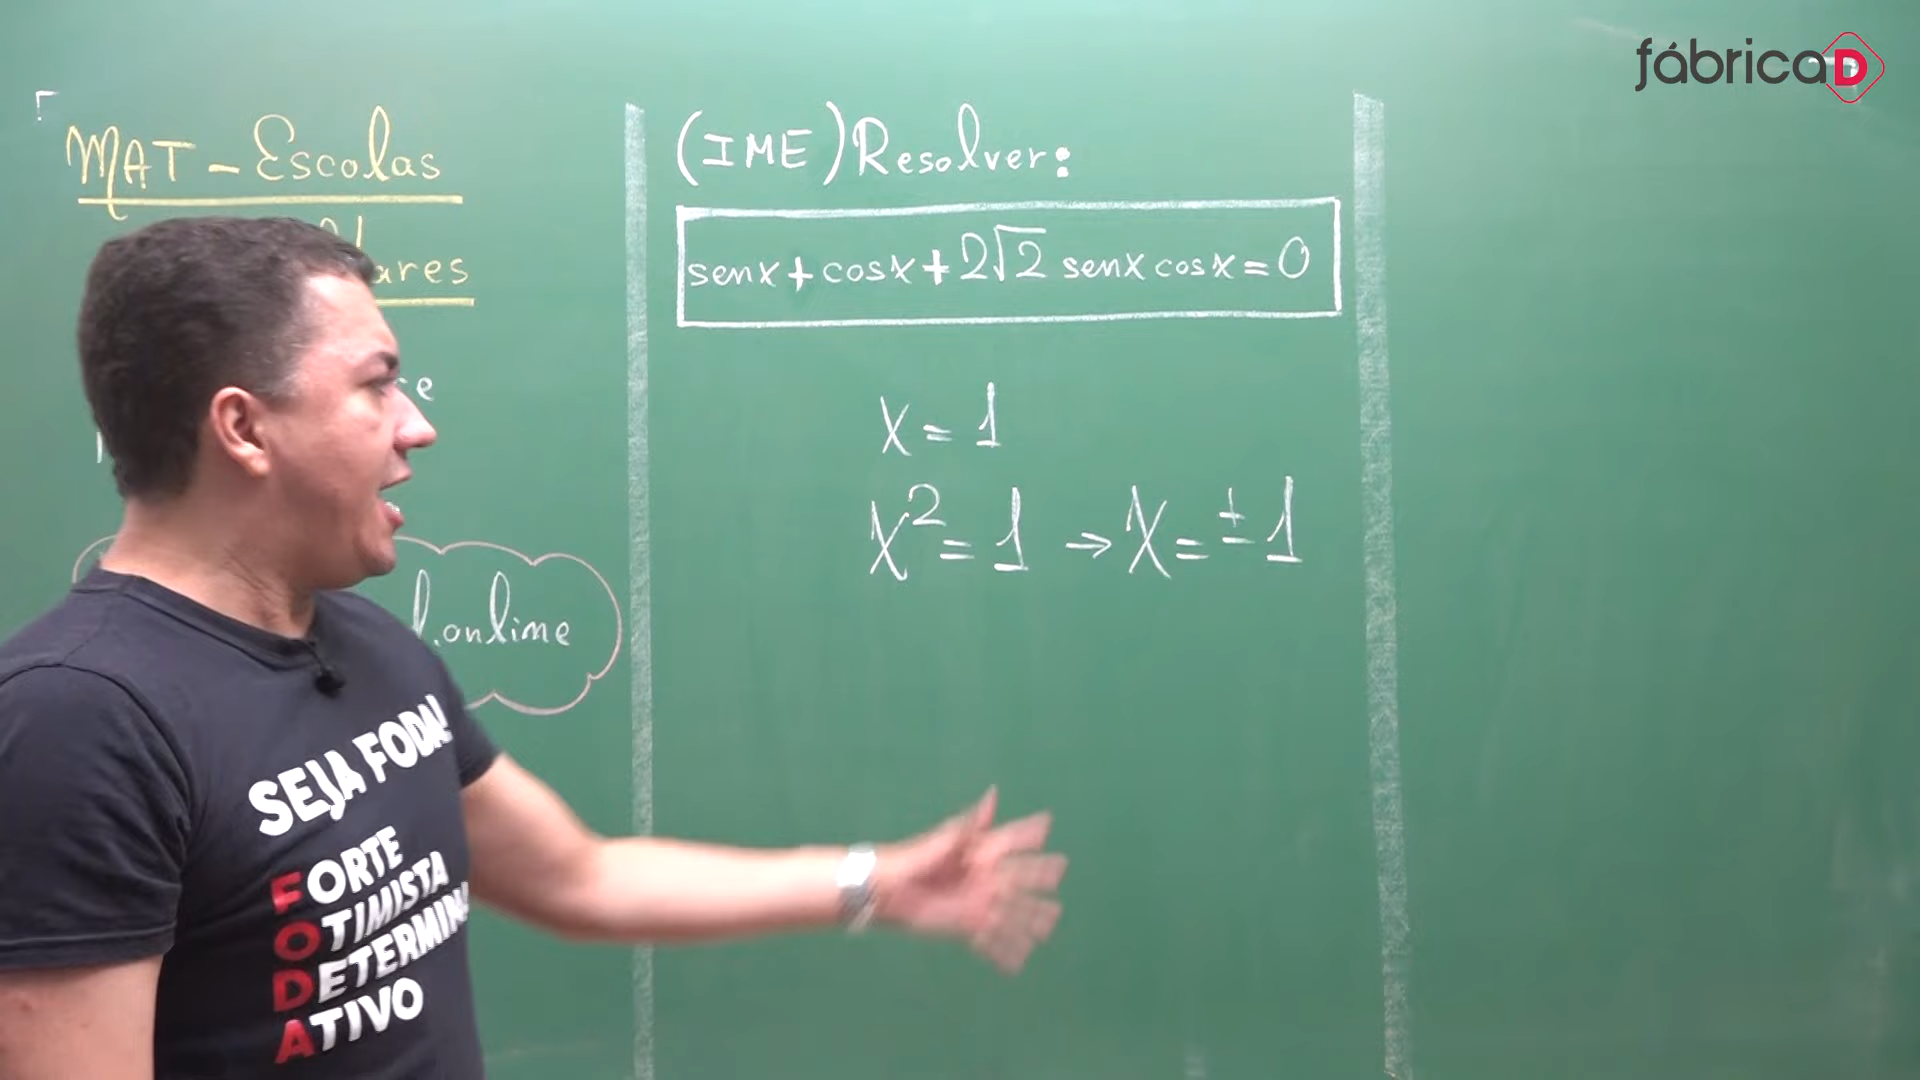 fábricaD
MAT - Escolas
ares
l.online
(IME) Resolver:
senx + cosx + 2√2 senx cosx = 0
x = 1
x² = 1 → x = ± 1
SEJA FODA!
FORTE
OTIMISTA
DETERMIN
ATIVO